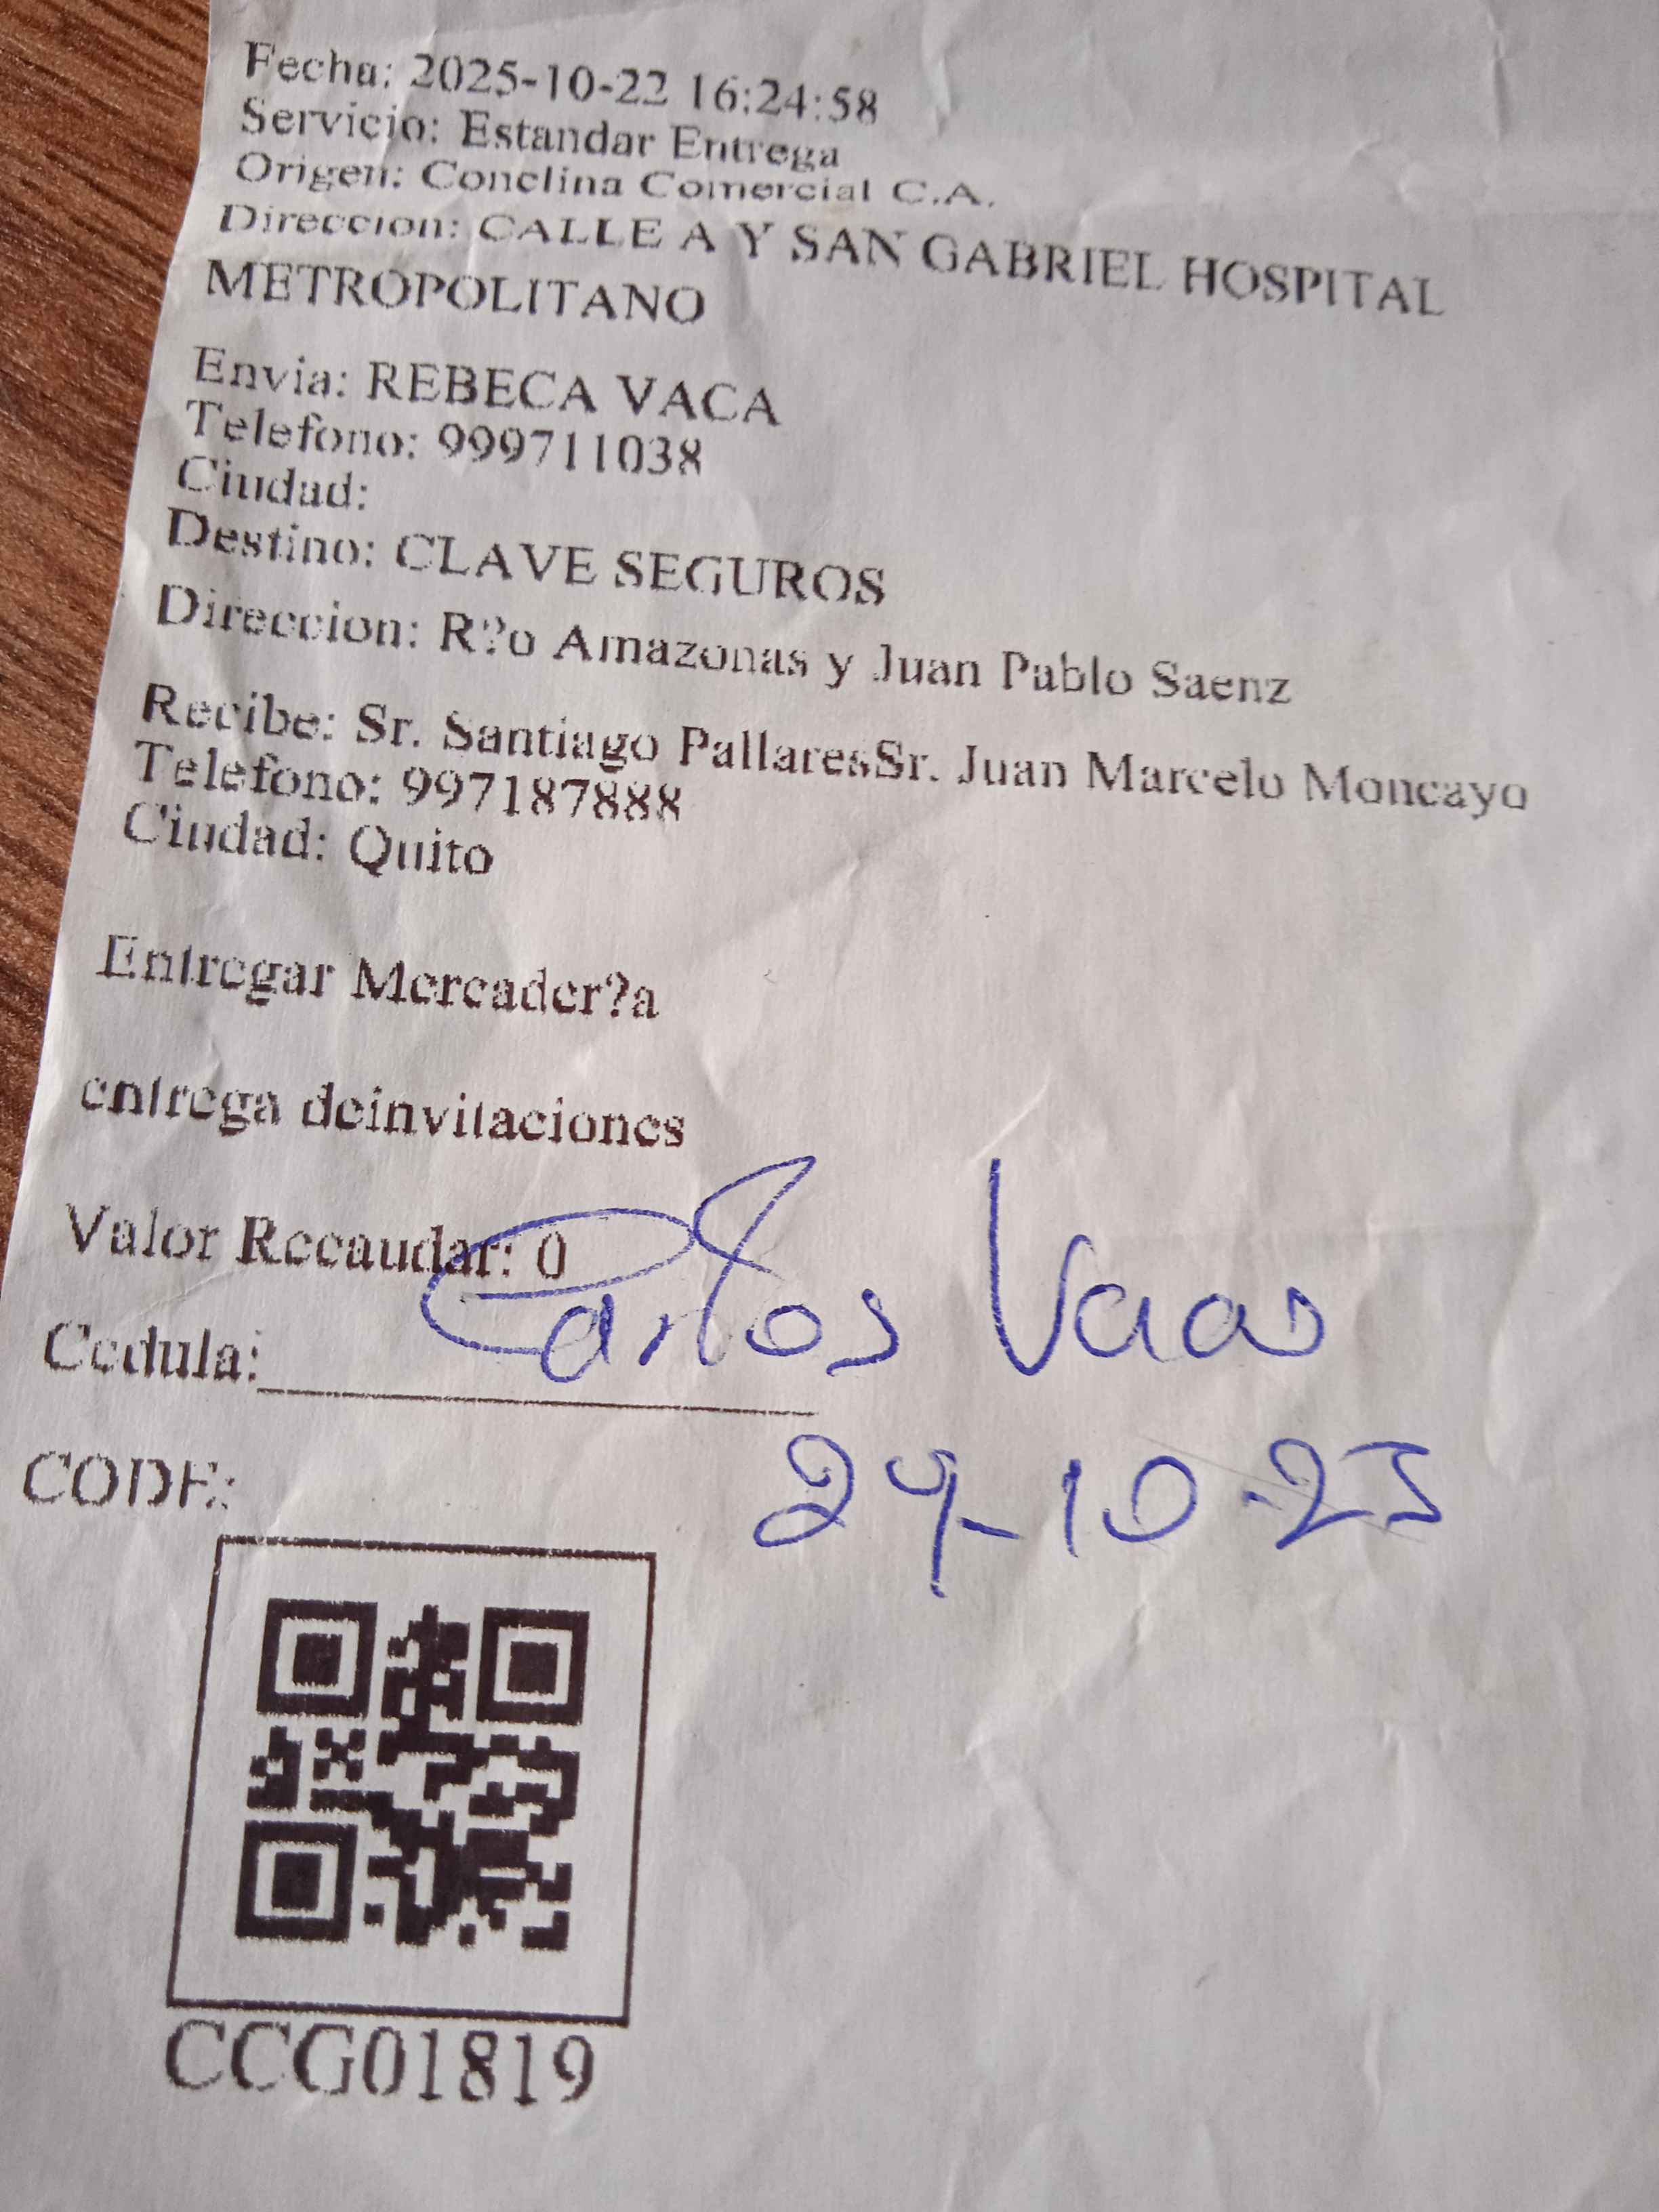 Fecha: 2025-10-22 16:24:58
Servicio: Estandar Entrega
Origen: Conclina Comercial C.A.
Direccion: CALLE A Y SAN GABRIEL HOSPITAL
METROPOLITANO
Envia: REBECA VACA
Telefono: 999711038
Ciudad:
Destino: CLAVE SEGUROS
Direccion: R?o Amazonas y Juan Pablo Saenz
Recibe: Sr. Santiago PallaresSr. Juan Marcelo Moncayo
Telefono: 997187888
Ciudad: Quito
Entregar Mercader?a
entrega deinvitaciones
Valor Recaudar: 0
Carlos
Cedula:
24-10-25
CODE:
CCG01819